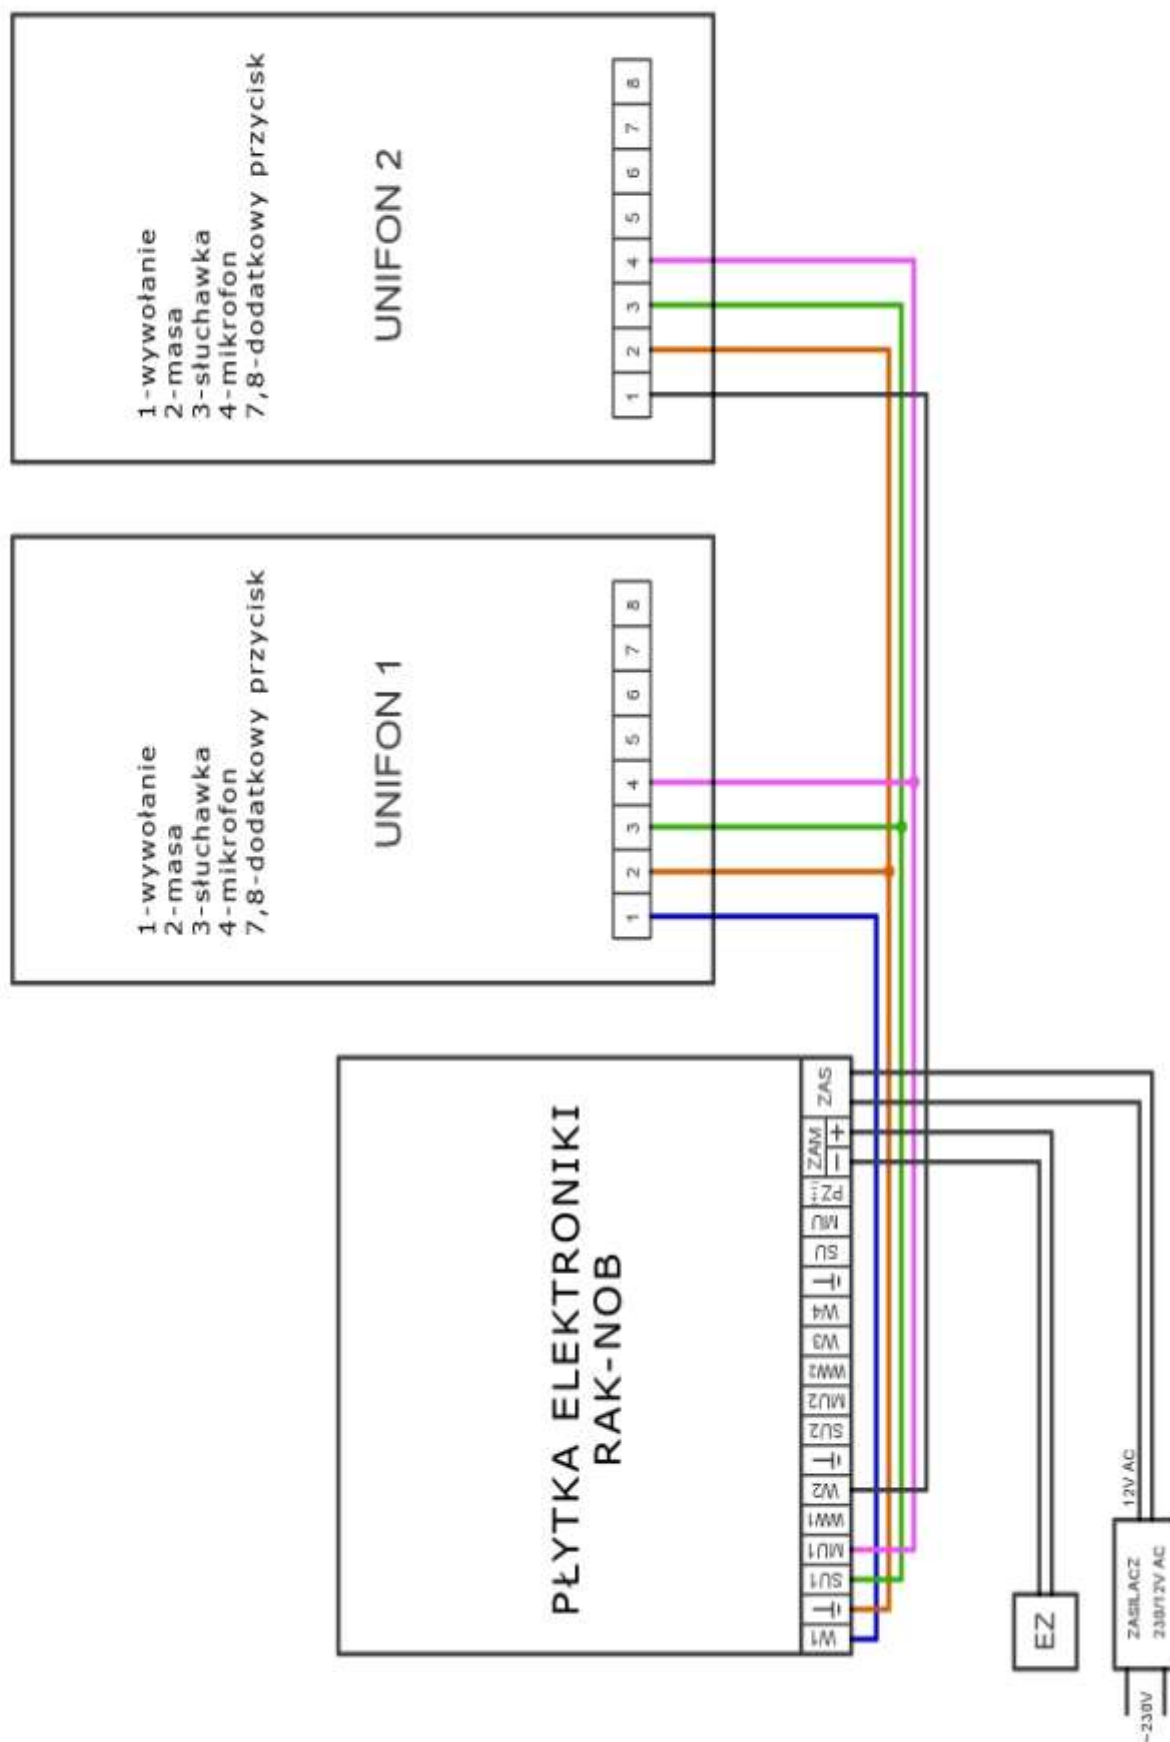 1-wywołanie
2-masa
3-słuchawka
4-mikrofon
7,8-dodatkowy przycisk
UNIFON 2
1 2 3 4 5 6 7 8
1-wywołanie
2-masa
3-słuchawka
4-mikrofon
7,8-dodatkowy przycisk
UNIFON 1
1 2 3 4 5 6 7 8
PŁYTKA ELEKTRONIKI
RAK-NOB
W1 SU1 MU1 WW1 W2 SU2 MU2 WW2 W3 W4 SU MU PZ ZAM - + ZAS
EZ
12V AC
ZASILACZ
230/12V AC
~230V